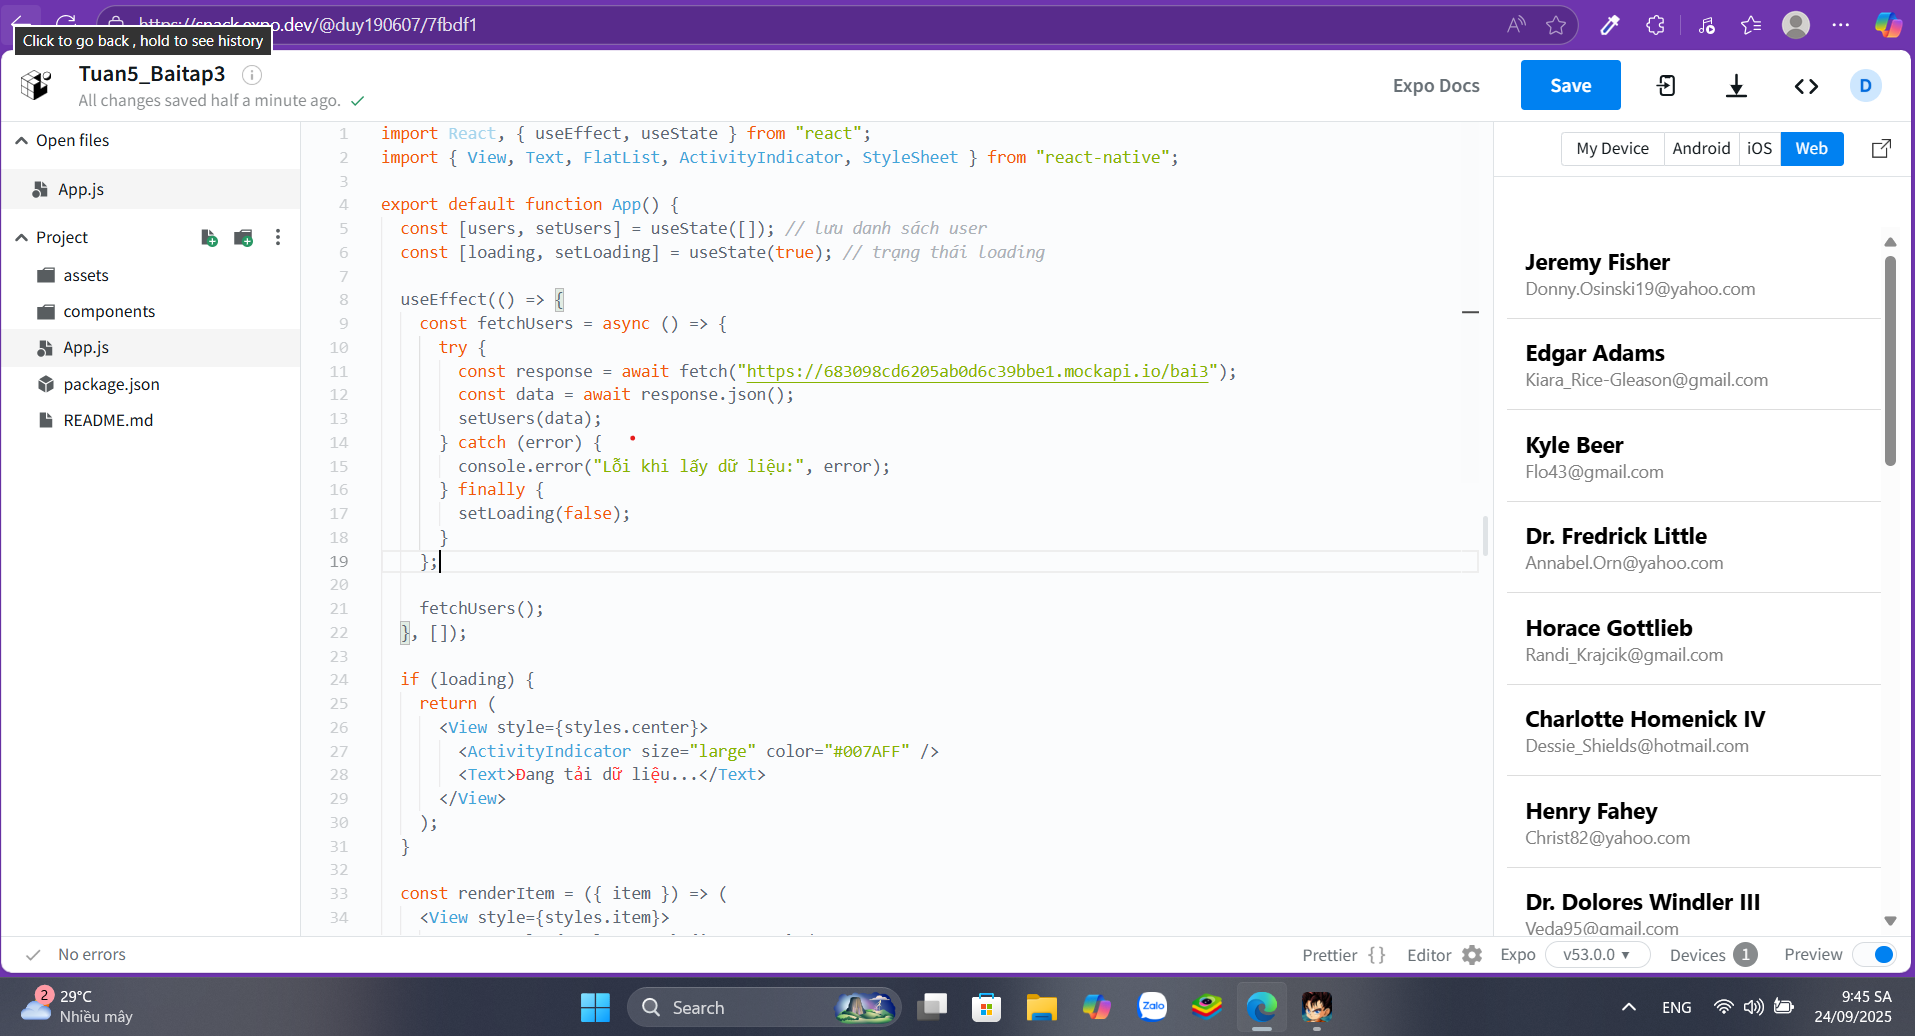 https://snack.expo.dev/@duy190607/7fbdf1
Click to go back , hold to see history
Tuan5_Baitap3
All changes saved half a minute ago.
Expo Docs
Save
D
Open files
App.js
Project
assets
components
App.js
package.json
README.md
1 import React, { useEffect, useState } from "react";
2 import { View, Text, FlatList, ActivityIndicator, StyleSheet } from "react-native";
3
4 export default function App() {
5 const [users, setUsers] = useState([]); // lưu danh sách user
6 const [loading, setLoading] = useState(true); // trạng thái loading
7
8 useEffect(() => {
9 const fetchUsers = async () => {
10 try {
11 const response = await fetch("https://683098cd6205ab0d6c39bbe1.mockapi.io/bai3");
12 const data = await response.json();
13 setUsers(data);
14 } catch (error) {
15 console.error("Lỗi khi lấy dữ liệu:", error);
16 } finally {
17 setLoading(false);
18 }
19 };
20
21 fetchUsers();
22 }, []);
23
24 if (loading) {
25 return (
26 <View style={styles.center}>
27 <ActivityIndicator size="large" color="#007AFF" />
28 <Text>Đang tải dữ liệu...</Text>
29 </View>
30 );
31 }
32
33 const renderItem = ({ item }) => (
34 <View style={styles.item}>
My Device
Android
iOS
Web
Jeremy Fisher
Donny.Osinski19@yahoo.com
Edgar Adams
Kiara_Rice-Gleason@gmail.com
Kyle Beer
Flo43@gmail.com
Dr. Fredrick Little
Annabel.Orn@yahoo.com
Horace Gottlieb
Randi_Krajcik@gmail.com
Charlotte Homenick IV
Dessie_Shields@hotmail.com
Henry Fahey
Christ82@yahoo.com
Dr. Dolores Windler III
Veda95@gmail.com
No errors
Prettier {}
Editor
Expo
v53.0.0
Devices 1
Preview
2
29°C
Nhiều mây
Search
Zalo
ENG
9:45 SA
24/09/2025